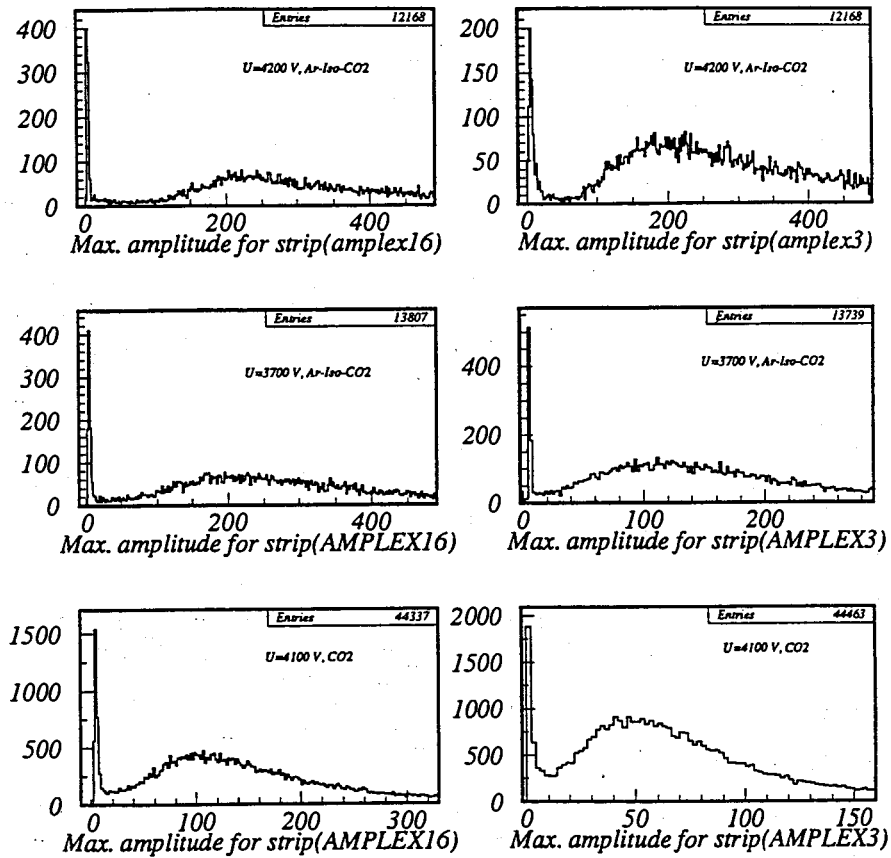 Entries 12168
U=4200 V, Ar-Iso-CO2
400
300
200
100
0
0 200 400
Max. amplitude for strip(amplex16)
Entries 12168
U=4200 V, Ar-Iso-CO2
200
150
100
50
0
0 200 400
Max. amplitude for strip(amplex3)
Entries 13807
U=3700 V, Ar-Iso-CO2
400
300
200
100
0
0 200 400
Max. amplitude for strip(AMPLEX16)
Entries 13739
U=3700 V, Ar-Iso-CO2
400
200
0
0 100 200
Max. amplitude for strip(AMPLEX3)
Entries 44337
U=4100 V, CO2
1500
1000
500
0
0 100 200 300
Max. amplitude for strip(AMPLEX16)
Entries 44463
U=4100 V, CO2
2000
1500
1000
500
0
0 50 100 150
Max. amplitude for strip(AMPLEX3)